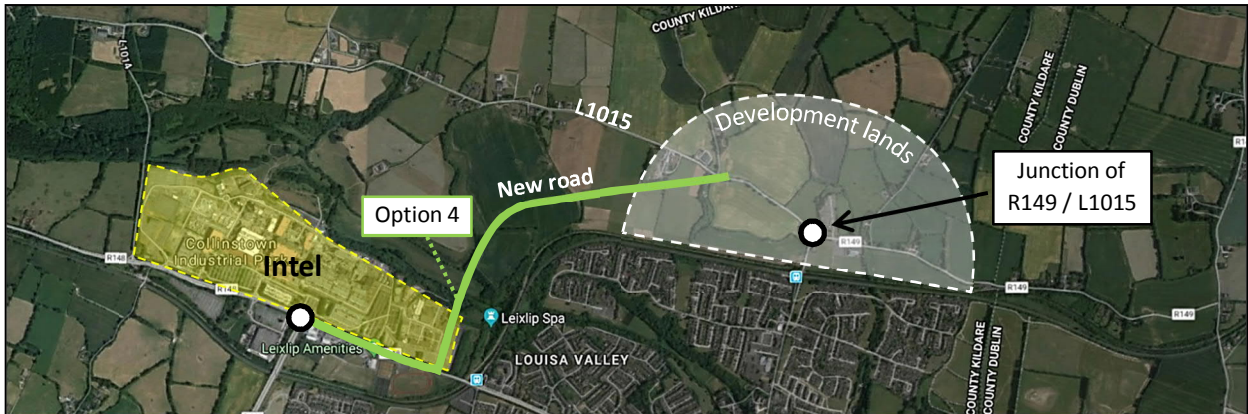 COUNTY KILDARE
L1014
L1015
Development lands
COUNTY KILDARE
COUNTY DUBLIN
New road
Junction of
R149 / L1015
Option 4
Collinstown
Industrial Park
Intel
R148
R149
R148
Leixlip Spa
R149
R149
Leixlip Amenities
LOUISA VALLEY
COUNTY KILDARE
COUNTY DUBLIN